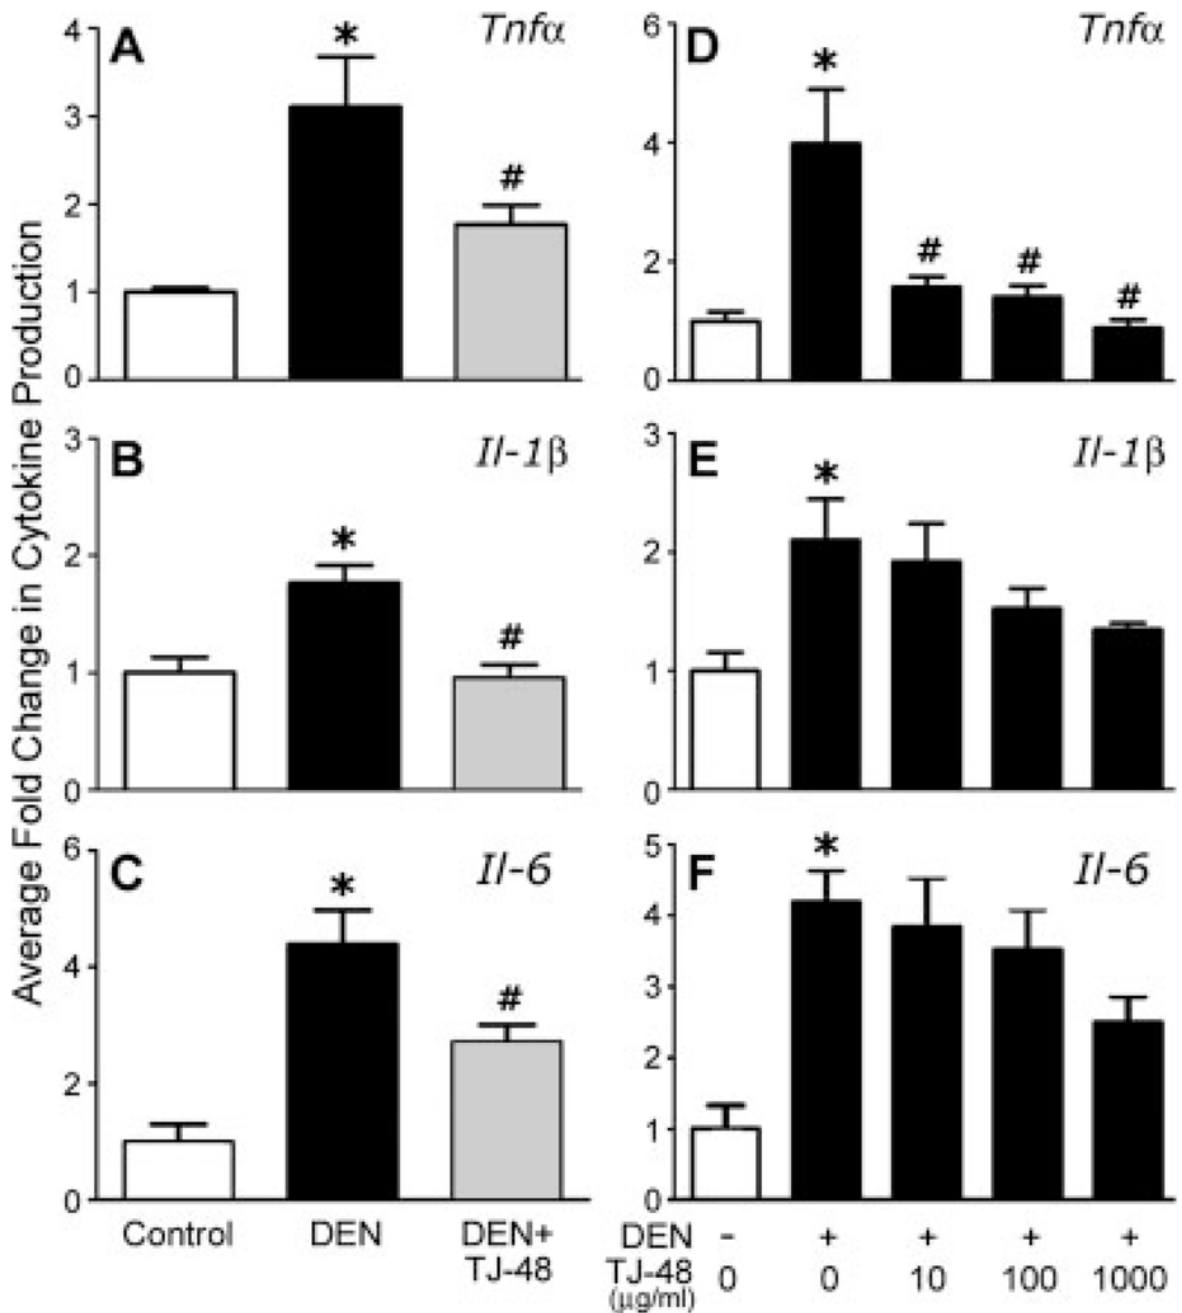 Average Fold Change in Cytokine Production
A
Tnfα
4
3
2
1
0
*
#
B
Il-1β
3
2
1
0
*
#
C
Il-6
6
4
2
0
*
#
Control DEN DEN+
TJ-48
D
Tnfα
6
4
2
0
*
#
#
#
E
Il-1β
3
2
1
0
*
F
Il-6
5
4
3
2
1
0
*
DEN - + + + +
TJ-48 0 0 10 100 1000
(μg/ml)